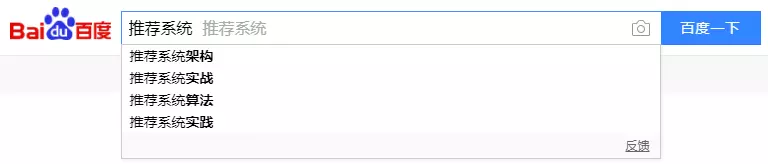 Bai du 百度 推荐系统 推荐系统 百度一下
推荐系统架构
推荐系统实战
推荐系统算法
推荐系统实践
反馈